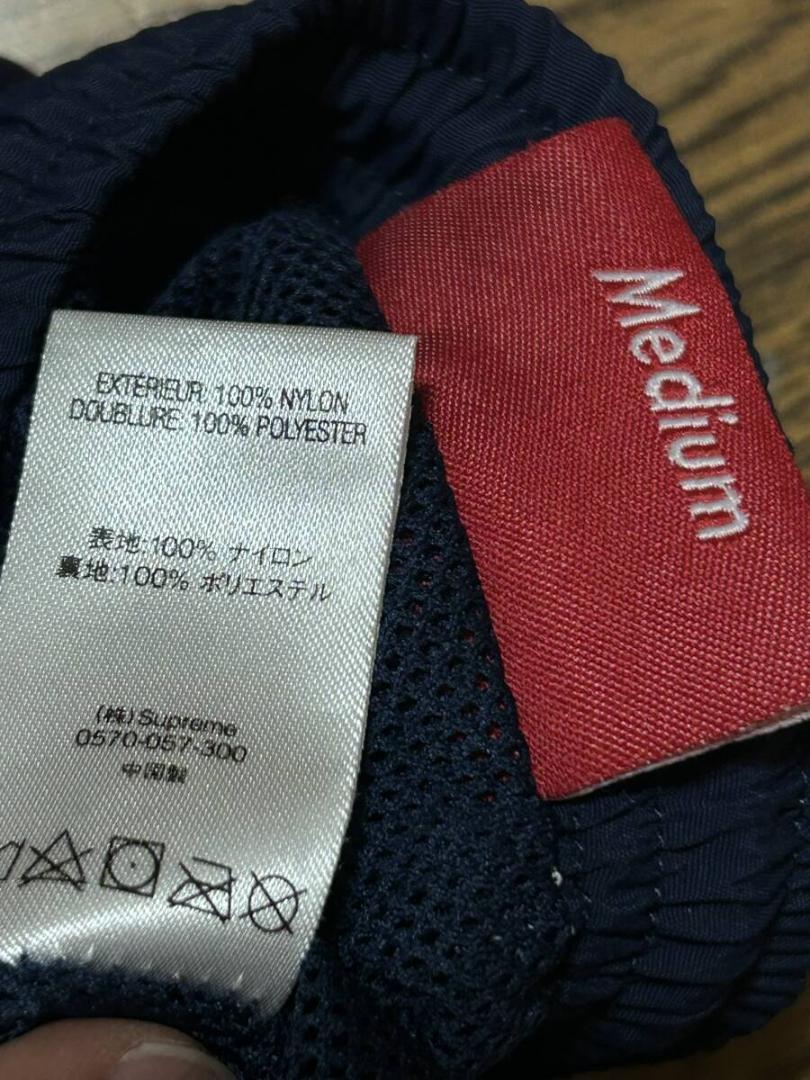 EXTÉRIEUR: 100% NYLON
DOUBLURE: 100% POLYESTER
表地:100% ナイロン
裏地:100% ポリエステル
(株)Supreme
0570-057-300
中国製
Medium